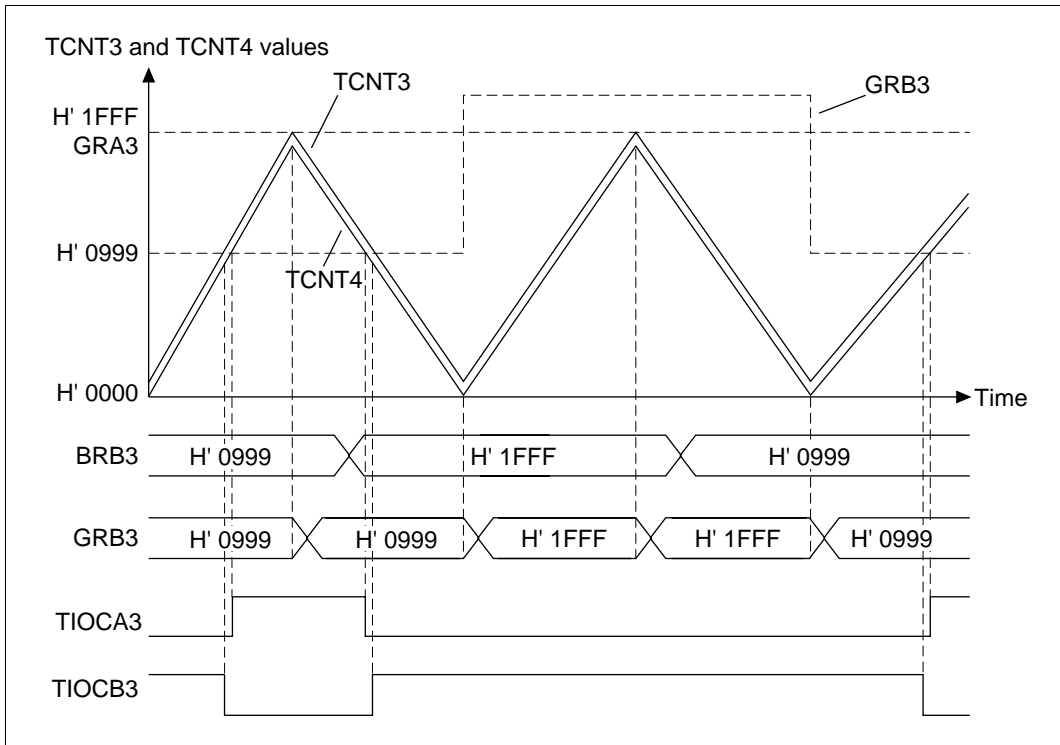 TCNT3 and TCNT4 values
TCNT3
GRB3
H' 1FFF
GRA3
H' 0999
TCNT4
H' 0000
Time
BRB3
H' 0999
H' 1FFF
H' 0999
GRB3
H' 0999
H' 0999
H' 1FFF
H' 1FFF
H' 0999
TIOCA3
TIOCB3